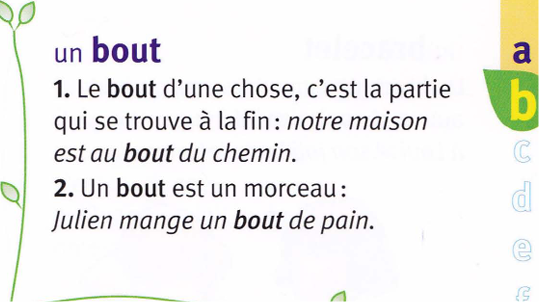 un bout
1. Le bout d’une chose, c’est la partie
qui se trouve à la fin : notre maison
est au bout du chemin.
2. Un bout est un morceau :
Julien mange un bout de pain.
a
b
c
d
e
f